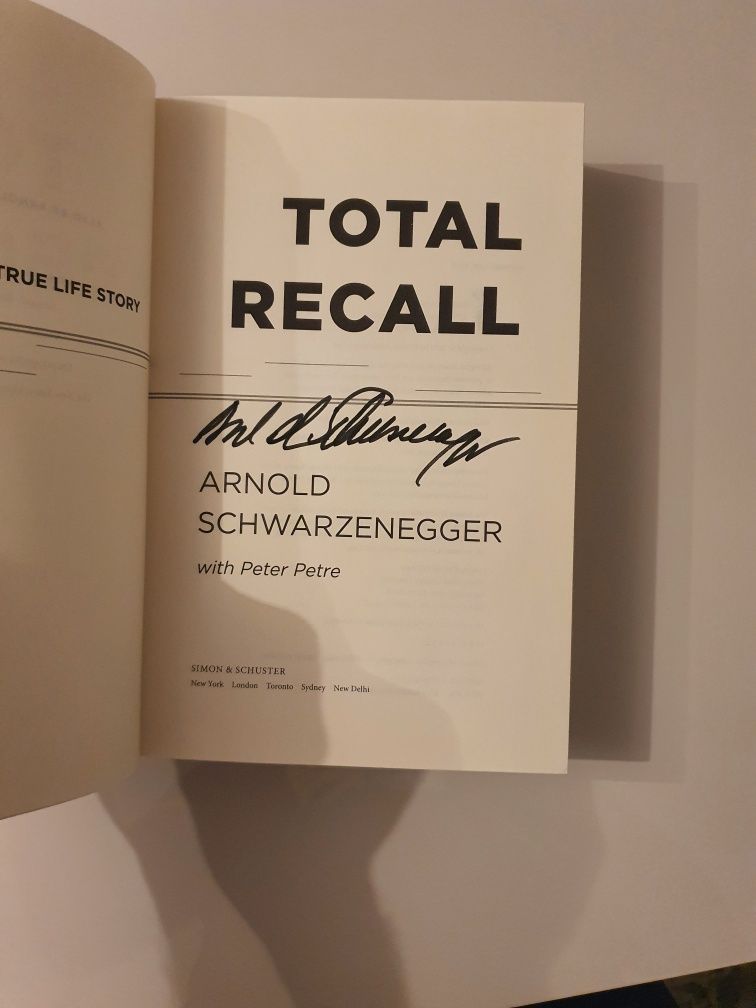 TRUE LIFE STORY
TOTAL
RECALL
ARNOLD
SCHWARZENEGGER
with Peter Petre
SIMON & SCHUSTER
New York London Toronto Sydney New Delhi